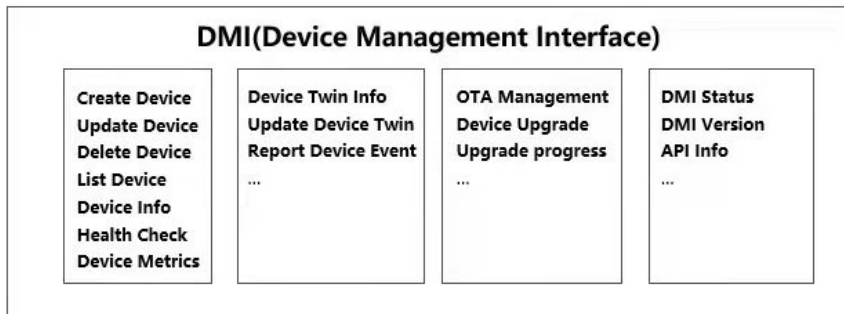 DMI(Device Management Interface)
Create Device
Update Device
Delete Device
List Device
Device Info
Health Check
Device Metrics
Device Twin Info
Update Device Twin
Report Device Event
...
OTA Management
Device Upgrade
Upgrade progress
...
DMI Status
DMI Version
API Info
...